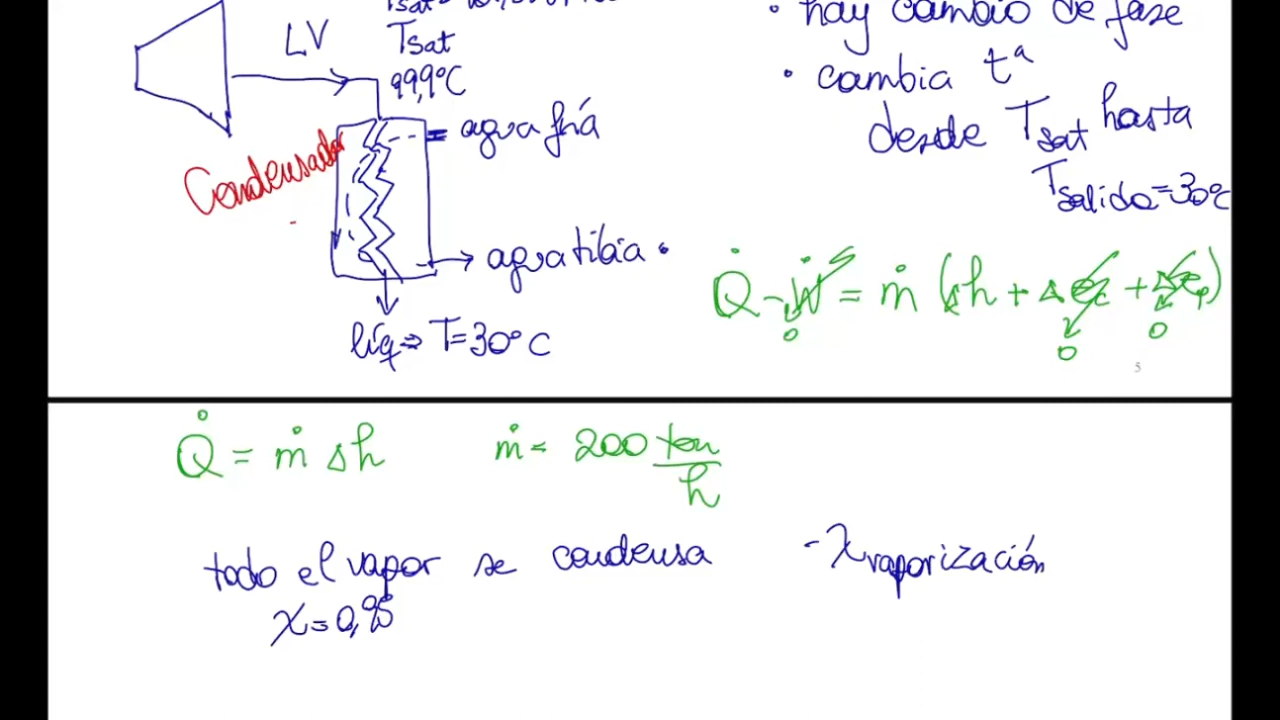 hay cambio de fase
LV
Tsat
99,9°C
• cambia tª
desde Tsat hasta
Tsalida=30°C
= agua fría
Condensador
→ agua tibia •
líq ⇒ T=30°C
Q̇ - Ẇ = ṁ (Δh + Δec + Δep)
0
0
0
5
Q̇ = ṁ Δh
ṁ = 200 ton/h
todo el vapor se condensa
x=0,95
-λvaporización